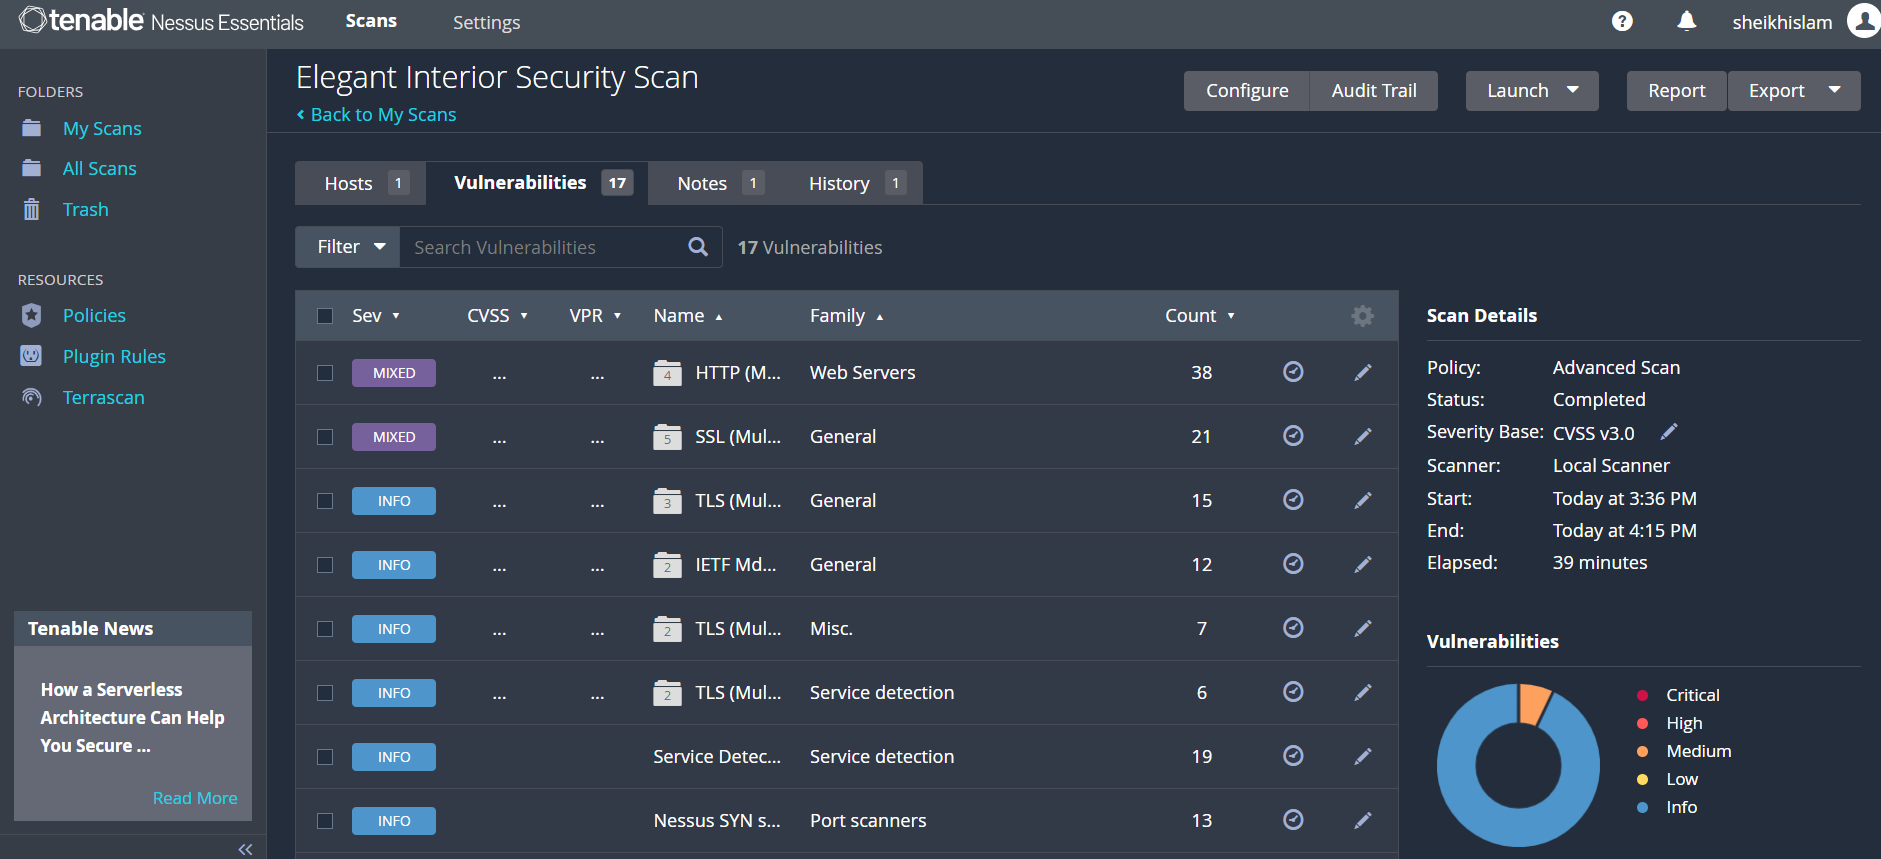 tenable Nessus Essentials Scans Settings ? sheikhislam
FOLDERS
My Scans
All Scans
Trash
RESOURCES
Policies
Plugin Rules
Terrascan
Tenable News
How a Serverless
Architecture Can Help
You Secure ...
Read More
Elegant Interior Security Scan
Back to My Scans
Configure Audit Trail Launch Report Export
Hosts 1 Vulnerabilities 17 Notes 1 History 1
Filter Search Vulnerabilities 17 Vulnerabilities
Sev CVSS VPR Name Family Count
MIXED ... ... 4 HTTP (M... Web Servers 38
MIXED ... ... 5 SSL (Mul... General 21
INFO ... ... 3 TLS (Mul... General 15
INFO ... ... 2 IETF Md... General 12
INFO ... ... 2 TLS (Mul... Misc. 7
INFO ... ... 2 TLS (Mul... Service detection 6
INFO Service Detec... Service detection 19
INFO Nessus SYN s... Port scanners 13
Scan Details
Policy: Advanced Scan
Status: Completed
Severity Base: CVSS v3.0
Scanner: Local Scanner
Start: Today at 3:36 PM
End: Today at 4:15 PM
Elapsed: 39 minutes
Vulnerabilities
Critical
High
Medium
Low
Info